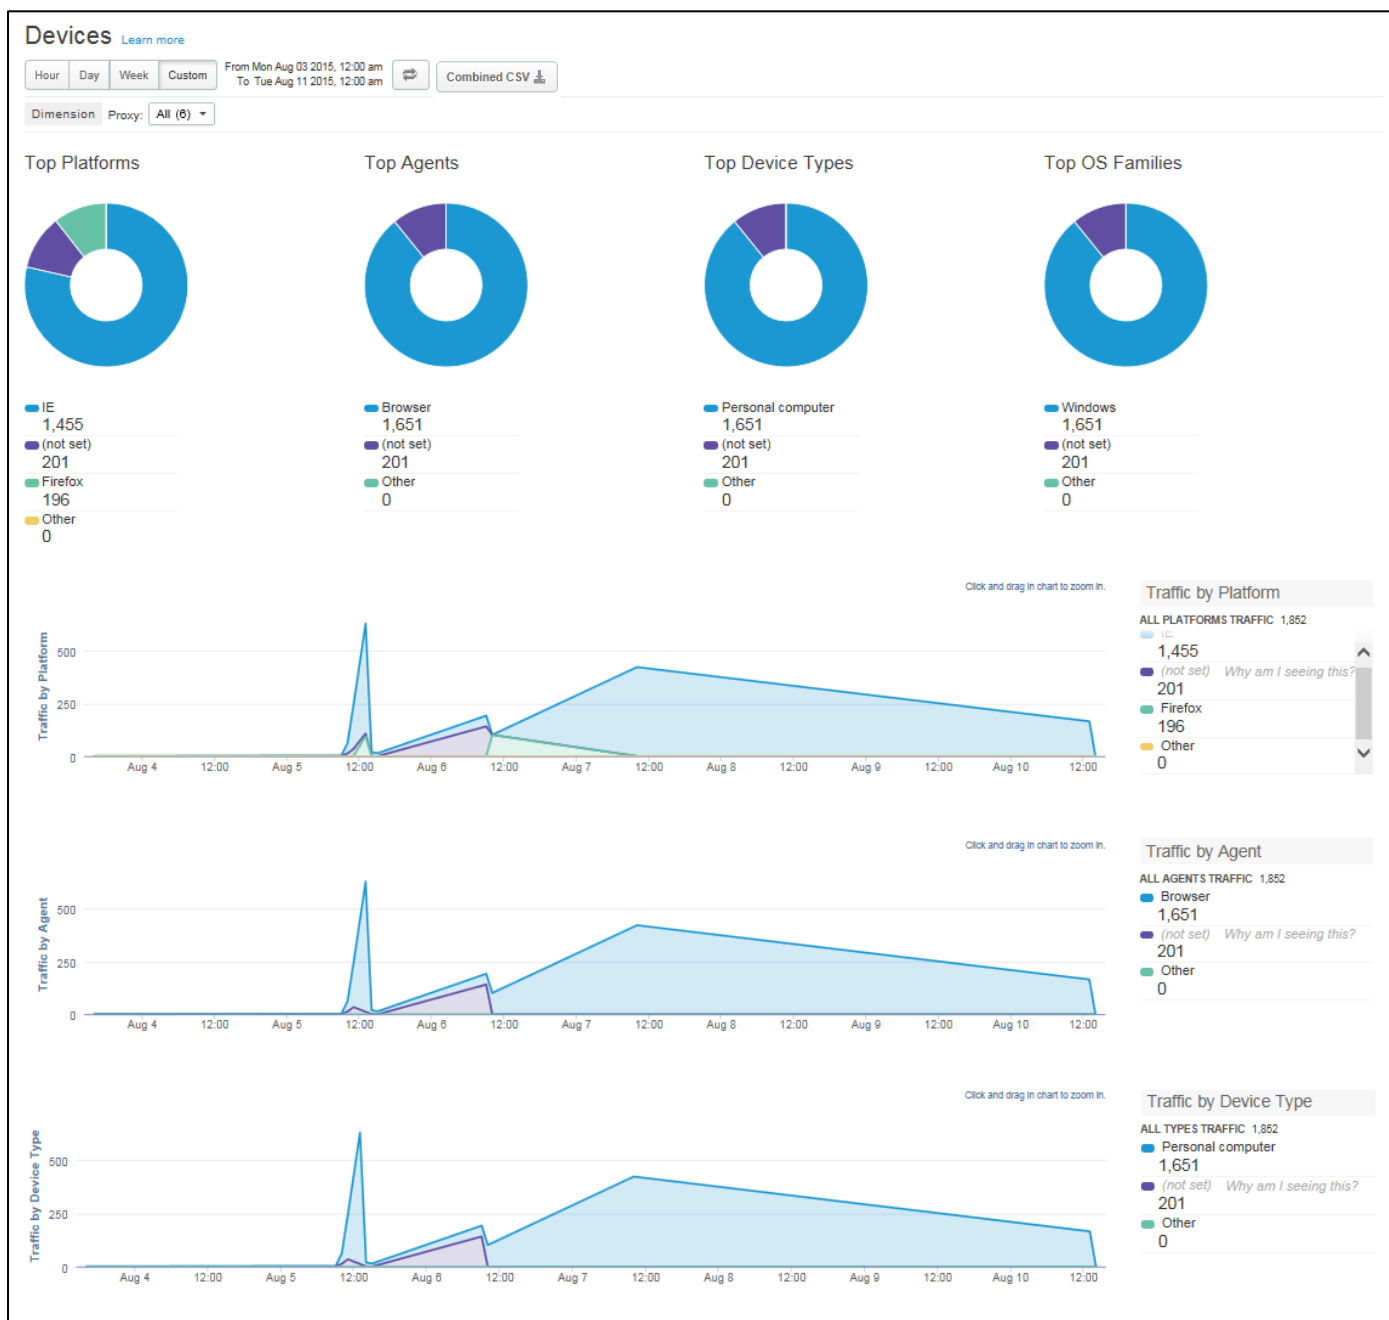 Devices Learn more
Hour Day Week Custom From Mon Aug 03 2015, 12:00 am Combined CSV
To Tue Aug 11 2015, 12:00 am
Dimension Proxy: All (6)
Top Platforms Top Agents Top Device Types Top OS Families
IE Browser Personal computer Windows
1,455 1,651 1,651 1,651
(not set) (not set) (not set) (not set)
201 201 201 201
Firefox Other Other Other
196 0 0 0
Other
0
Click and drag in chart to zoom in.
Traffic by Platform
500
250
0
Aug 4 12:00 Aug 5 12:00 Aug 6 12:00 Aug 7 12:00 Aug 8 12:00 Aug 9 12:00 Aug 10 12:00
Traffic by Platform
ALL PLATFORMS TRAFFIC 1,852
IE
1,455
(not set) Why am I seeing this?
201
Firefox
196
Other
0
Click and drag in chart to zoom in.
Traffic by Agent
500
250
0
Aug 4 12:00 Aug 5 12:00 Aug 6 12:00 Aug 7 12:00 Aug 8 12:00 Aug 9 12:00 Aug 10 12:00
Traffic by Agent
ALL AGENTS TRAFFIC 1,852
Browser
1,651
(not set) Why am I seeing this?
201
Other
0
Click and drag in chart to zoom in.
Traffic by Device Type
500
250
0
Aug 4 12:00 Aug 5 12:00 Aug 6 12:00 Aug 7 12:00 Aug 8 12:00 Aug 9 12:00 Aug 10 12:00
Traffic by Device Type
ALL TYPES TRAFFIC 1,852
Personal computer
1,651
(not set) Why am I seeing this?
201
Other
0